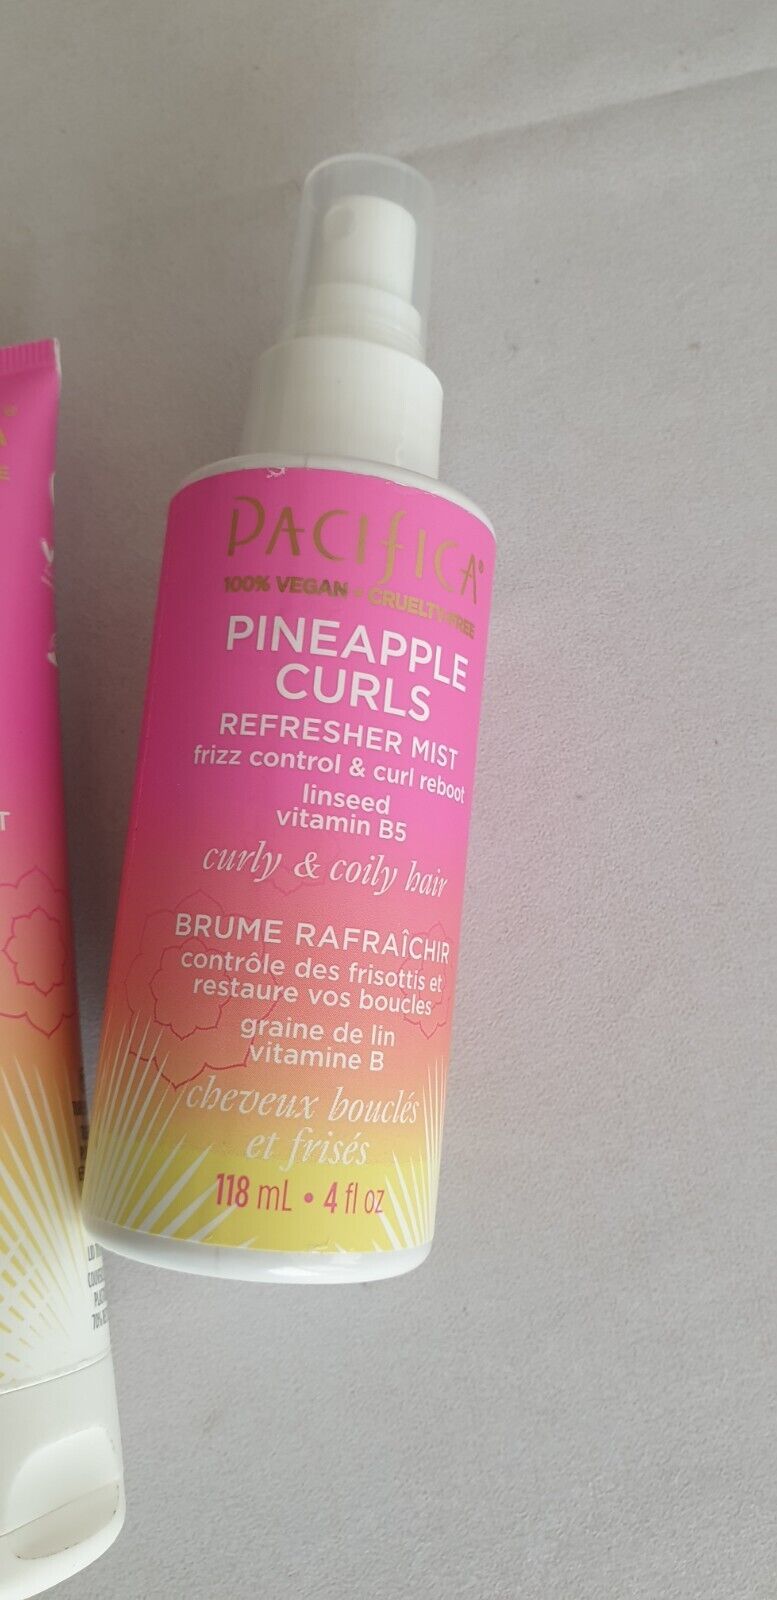 PACIFICA®
100% VEGAN • CRUELTY-FREE
PINEAPPLE
CURLS
REFRESHER MIST
frizz control & curl reboot
linseed
vitamin B5
curly & coily hair
BRUME RAFRAÎCHIR
contrôle des frisottis et
restaure vos boucles
graine de lin
vitamine B
cheveux bouclés
et frisés
118 mL • 4 fl oz